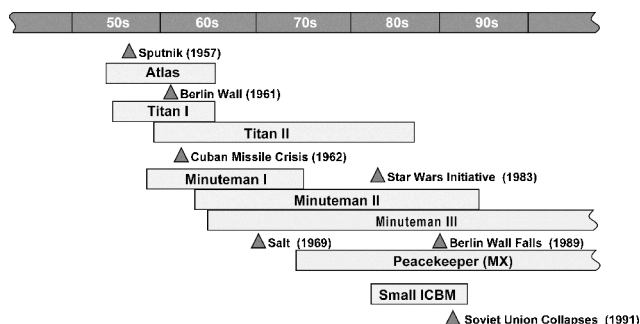 50s 60s 70s 80s 90s
Sputnik (1957)
Atlas
Berlin Wall (1961)
Titan I
Titan II
Cuban Missile Crisis (1962)
Minuteman I
Star Wars Initiative (1983)
Minuteman II
Minuteman III
Salt (1969)
Berlin Wall Falls (1989)
Peacekeeper (MX)
Small ICBM
Soviet Union Collapses (1991)